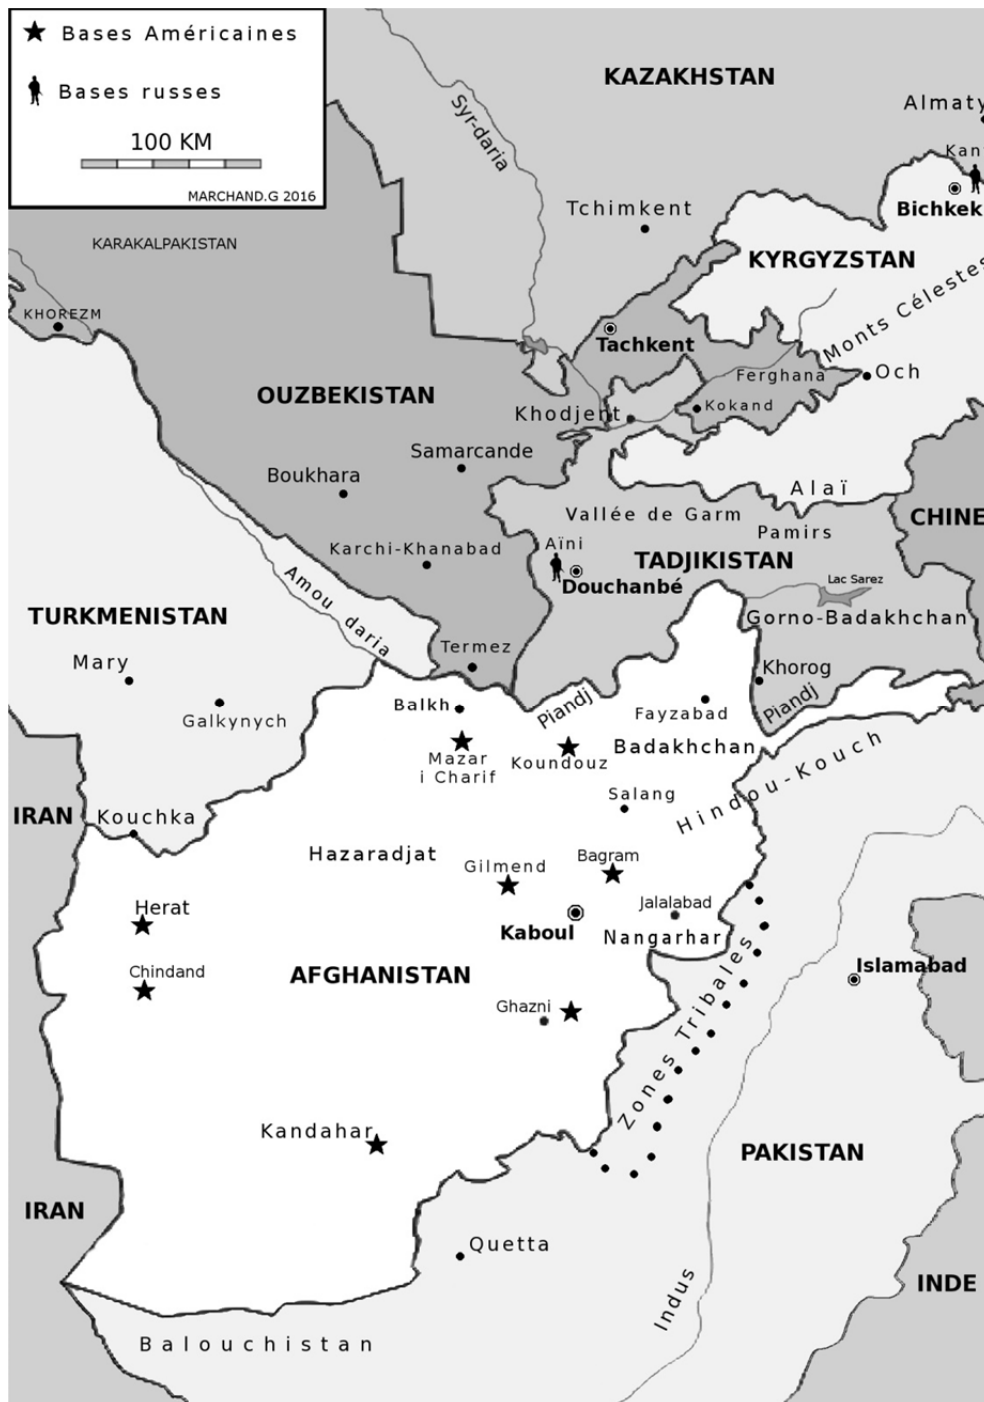 Bases Américaines
Bases russes
100 KM
MARCHAND.G 2016
KAZAKHSTAN
Almaty
Syr-daria
Kan
Tchimkent
Bichkek
KARAKALPAKISTAN
KYRGYZSTAN
Monts Célestes
KHOREZM
Tachkent
Ferghana
Och
OUZBEKISTAN
Khodjent
Kokand
Samarcande
Boukhara
Alaï
Vallée de Garm
CHINE
Pamirs
Karchi-Khanabad
Aïni
TADJIKISTAN
Douchanbé
Lac Sarez
Amou daria
TURKMENISTAN
Gorno-Badakhchan
Termez
Mary
Khorog
Galkynych
Balkh
Piandj
Fayzabad
Piandj
Mazar
i Charif
Koundouz
Badakhchan
Hindou-Kouch
IRAN
Kouchka
Salang
Hazaradjat
Gilmend
Bagram
Herat
Jalalabad
Kaboul
Nangarhar
Chindand
AFGHANISTAN
Islamabad
Ghazni
Zones Tribales
Kandahar
PAKISTAN
IRAN
Quetta
Indus
INDE
Balouchistan